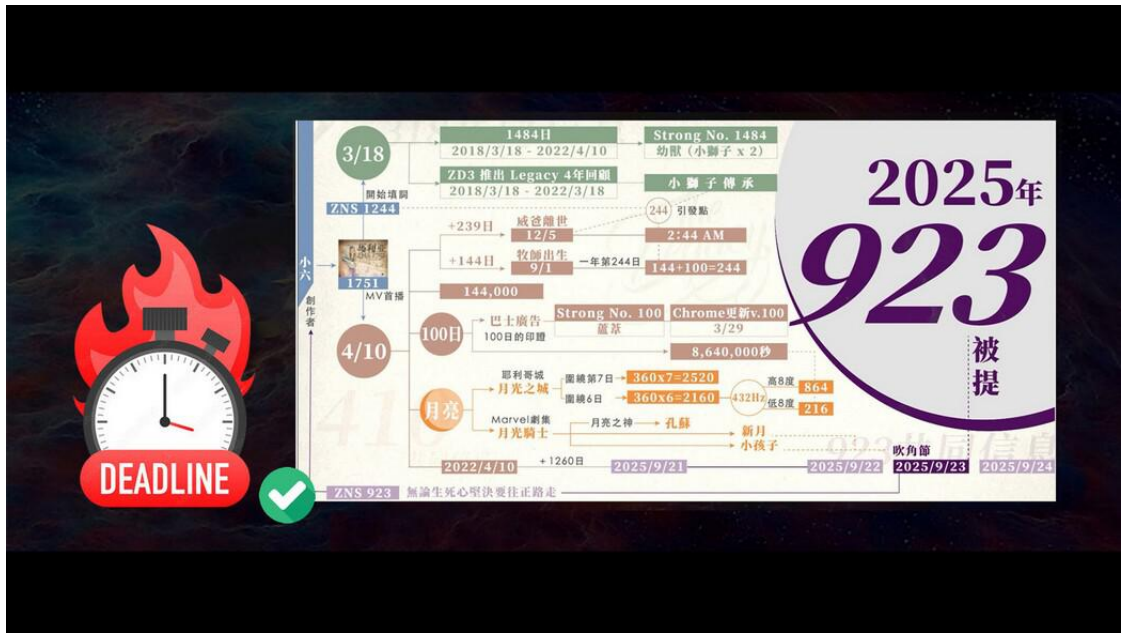 1484日
2018/3/18 - 2022/4/10
Strong No. 1484
幼獸（小獅子 x 2）
3/18
ZD3 推出 Legacy 4年回顧
2018/3/18 - 2022/3/18
小獅子傳承
開始填詞
ZNS 1244
244
引發點
+239日
威爸離世
12/5
2:44 AM
+144日
牧師出生
9/1
一年第244日
144+100=244
小六
創作者
1751
MV首播
144,000
4/10
100日
巴士廣告
100日的印證
Strong No. 100
蘆葦
Chrome更新v.100
3/29
8,640,000秒
月亮
耶利哥城
月光之城
圍繞第7日
360x7=2520
圍繞6日
360x6=2160
432Hz
高8度
864
低8度
216
Marvel劇集
月光騎士
月亮之神
孔蘇
新月
小孩子
2022/4/10
+1260日
2025/9/21
2025/9/22
吹角節
2025/9/23
2025/9/24
ZNS 923
無論生死心堅決要往正路走
2025年
923
被提
DEADLINE